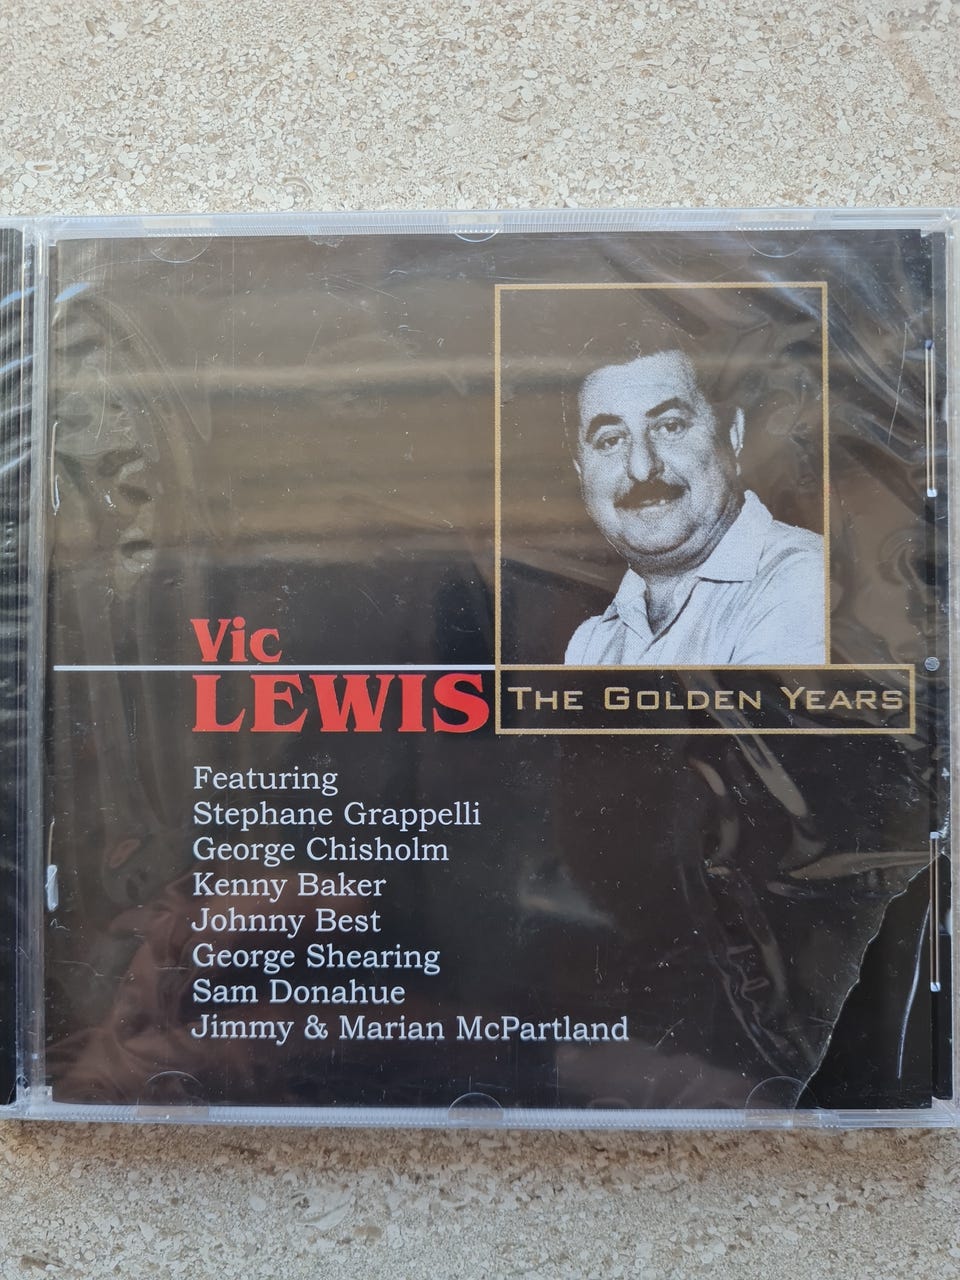 Vic
LEWIS
THE GOLDEN YEARS
Featuring
Stephane Grappelli
George Chisholm
Kenny Baker
Johnny Best
George Shearing
Sam Donahue
Jimmy & Marian McPartland